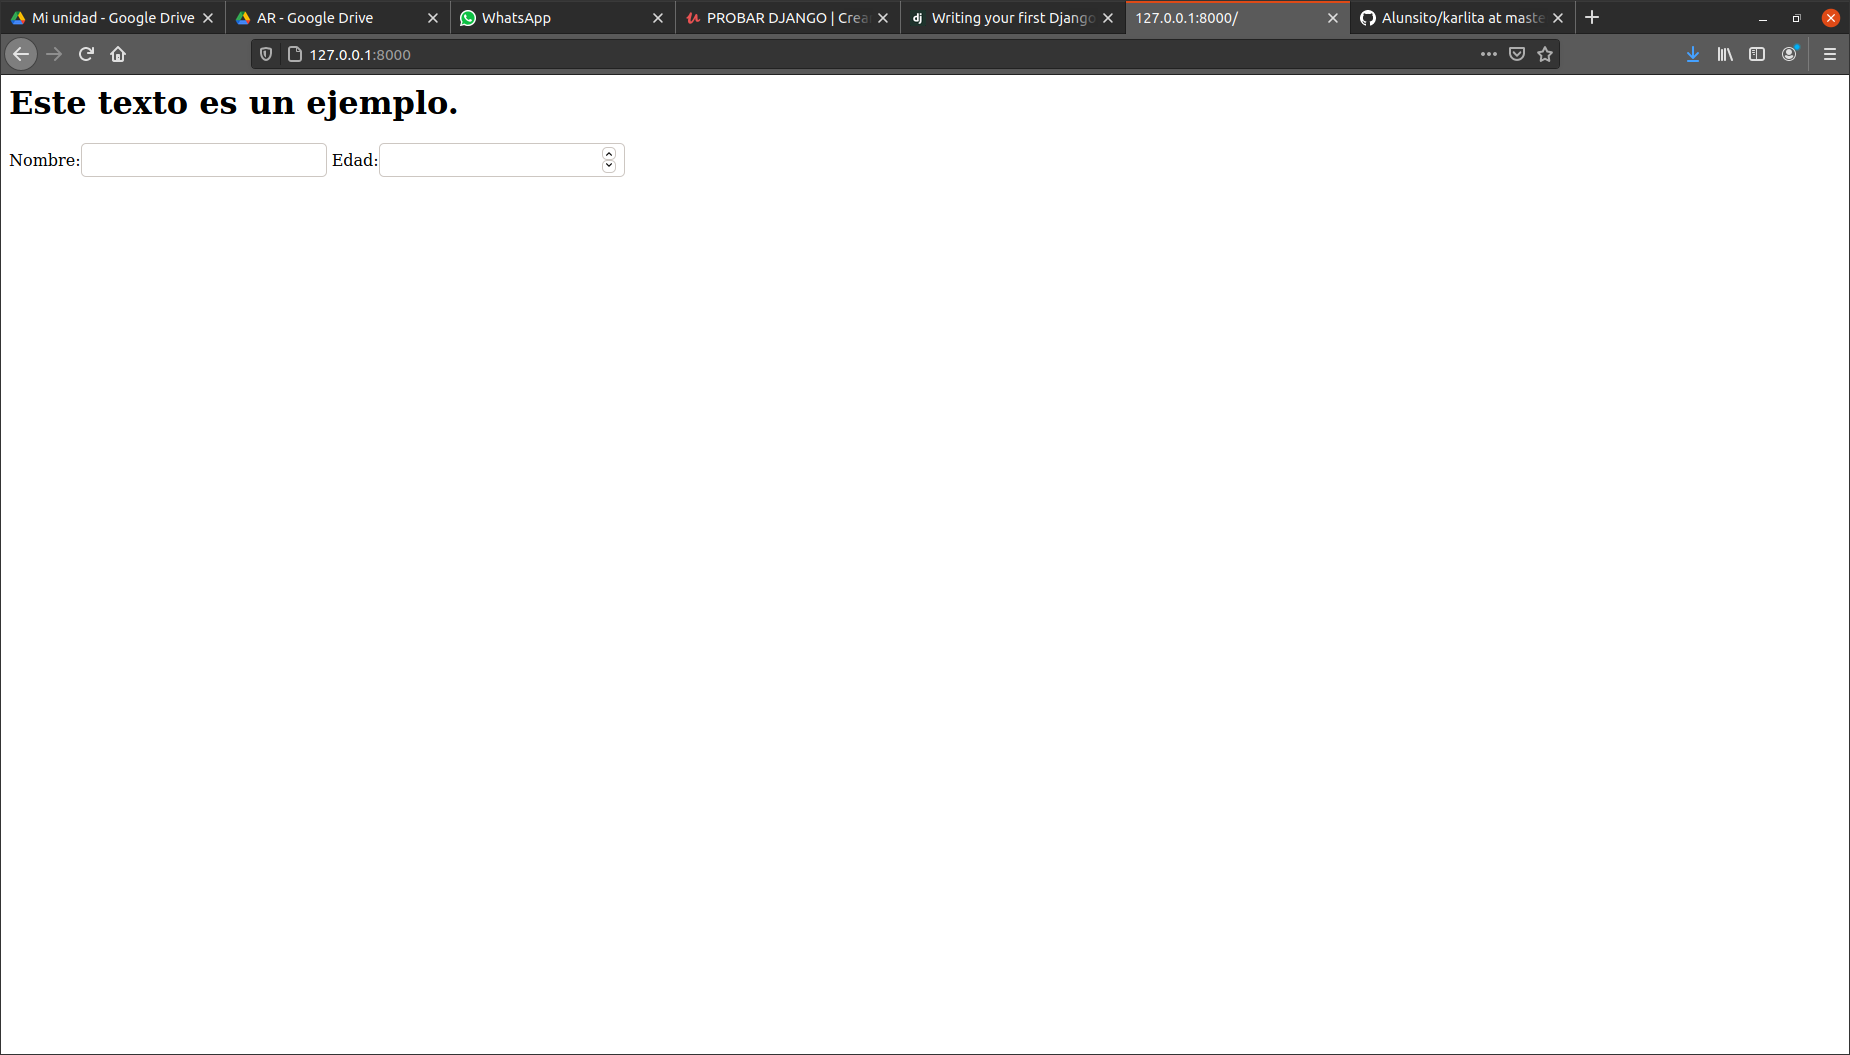 Mi unidad - Google Drive
AR - Google Drive
WhatsApp
PROBAR DJANGO | Crea
Writing your first Django
127.0.0.1:8000/
Alunsito/karlita at maste
127.0.0.1:8000
Este texto es un ejemplo.
Nombre: Edad: